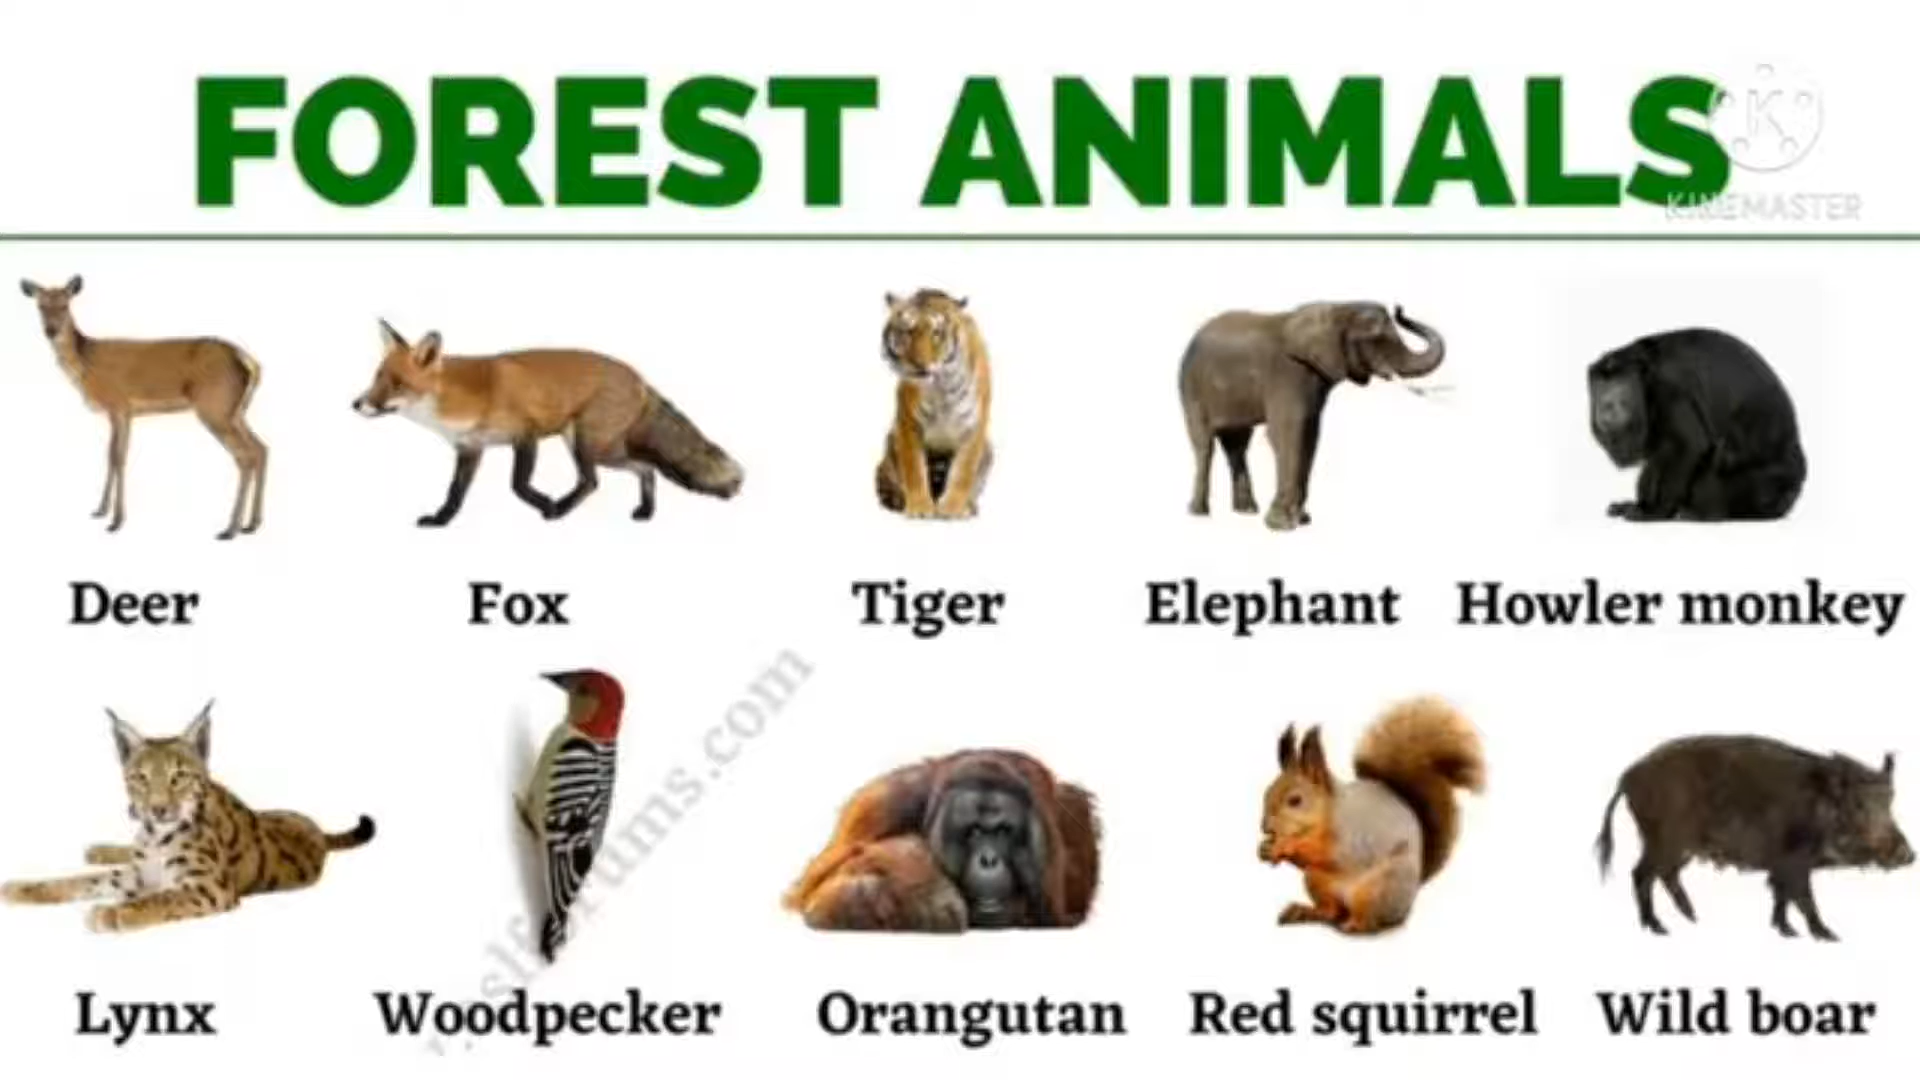 FOREST ANIMALS
KINEMASTER
Deer Fox Tiger Elephant Howler monkey
Lynx Woodpecker Orangutan Red squirrel Wild boar